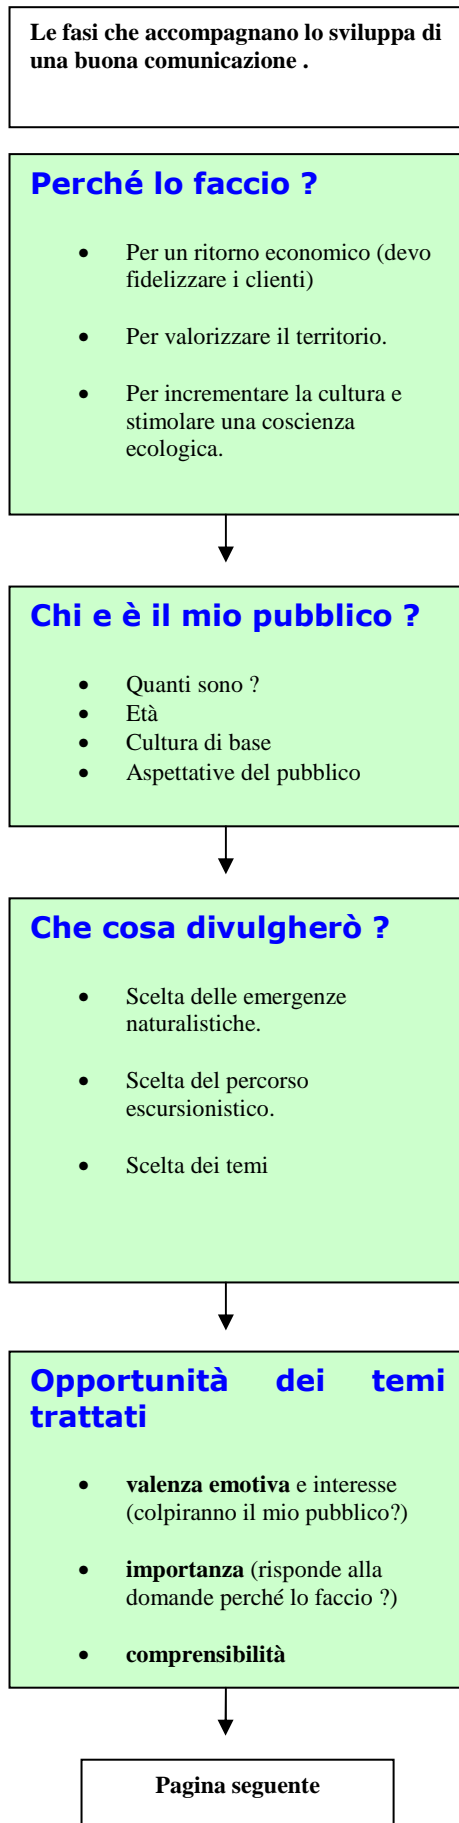 Le fasi che accompagnano lo sviluppa di
una buona comunicazione .
Perché lo faccio ?
• Per un ritorno economico (devo
fidelizzare i clienti)
• Per valorizzare il territorio.
• Per incrementare la cultura e
stimolare una coscienza
ecologica.
Chi e è il mio pubblico ?
• Quanti sono ?
• Età
• Cultura di base
• Aspettative del pubblico
Che cosa divulgherò ?
• Scelta delle emergenze
naturalistiche.
• Scelta del percorso
escursionistico.
• Scelta dei temi
Opportunità dei temi
trattati
• valenza emotiva e interesse
(colpiranno il mio pubblico?)
• importanza (risponde alla
domande perché lo faccio ?)
• comprensibilità
Pagina seguente